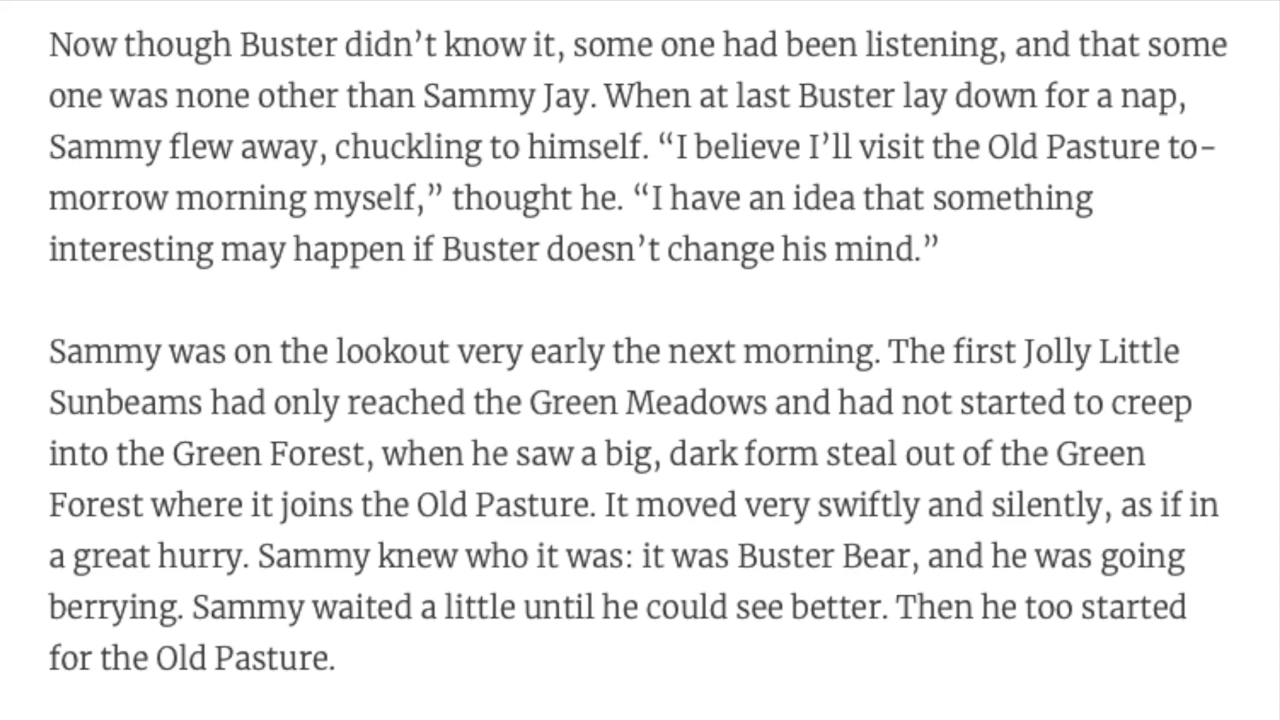 Now though Buster didn’t know it, some one had been listening, and that some
one was none other than Sammy Jay. When at last Buster lay down for a nap,
Sammy flew away, chuckling to himself. “I believe I’ll visit the Old Pasture to-
morrow morning myself,” thought he. “I have an idea that something
interesting may happen if Buster doesn’t change his mind.”
Sammy was on the lookout very early the next morning. The first Jolly Little
Sunbeams had only reached the Green Meadows and had not started to creep
into the Green Forest, when he saw a big, dark form steal out of the Green
Forest where it joins the Old Pasture. It moved very swiftly and silently, as if in
a great hurry. Sammy knew who it was: it was Buster Bear, and he was going
berrying. Sammy waited a little until he could see better. Then he too started
for the Old Pasture.